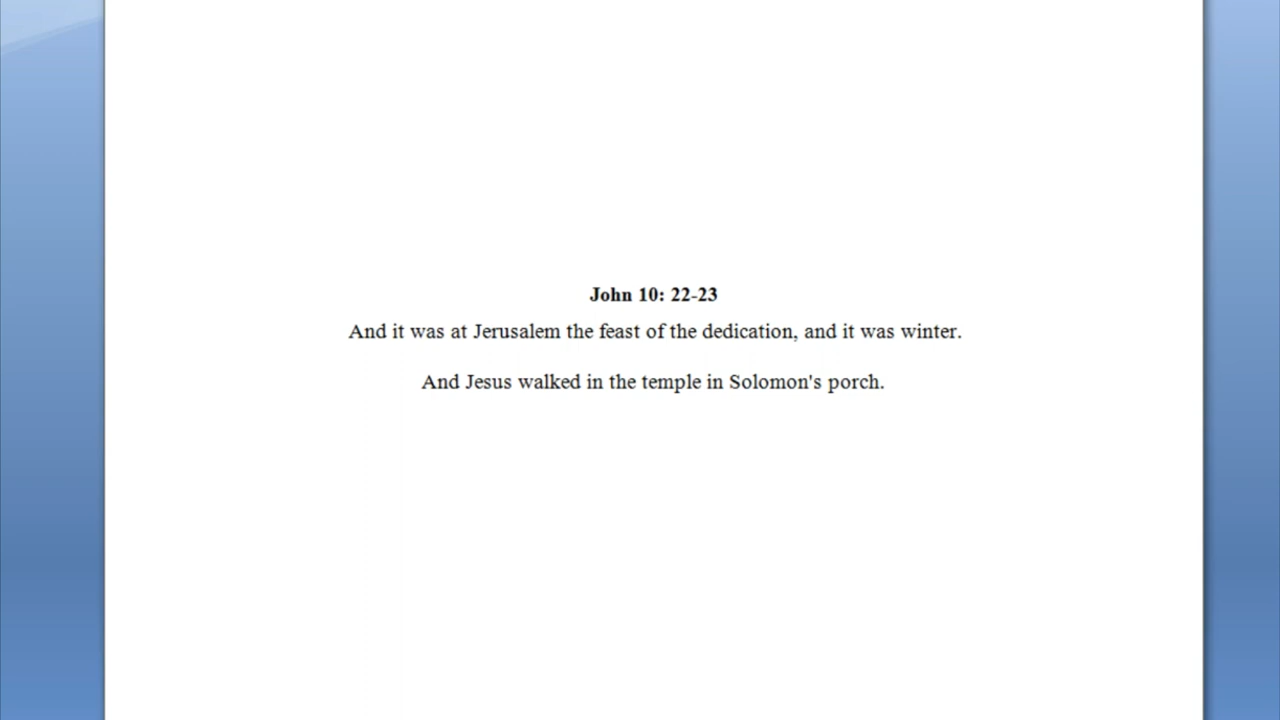 John 10: 22-23
And it was at Jerusalem the feast of the dedication, and it was winter.
And Jesus walked in the temple in Solomon's porch.